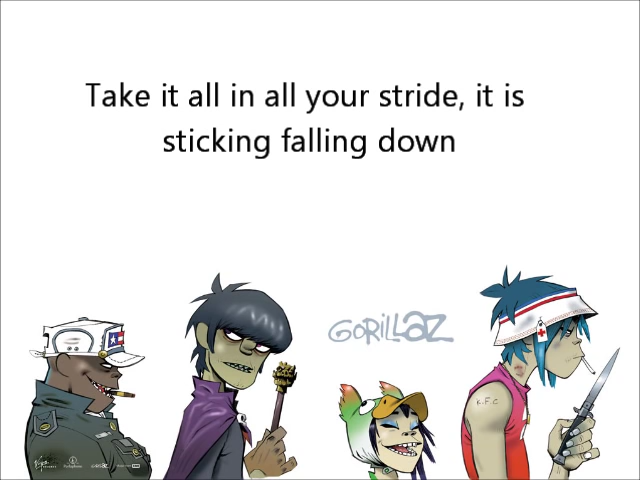 Take it all in all your stride, it is
sticking falling down
GORiLLAZ
K.F.C